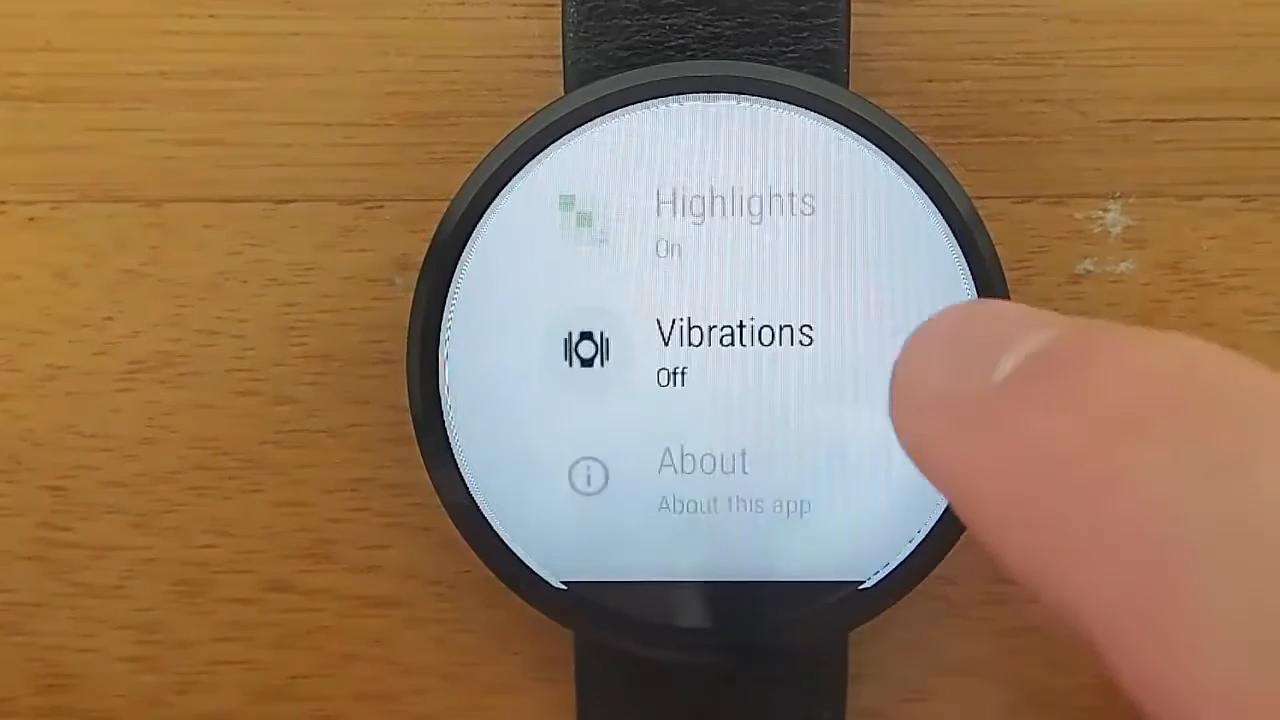 Highlights
On
Vibrations
Off
About
About this app